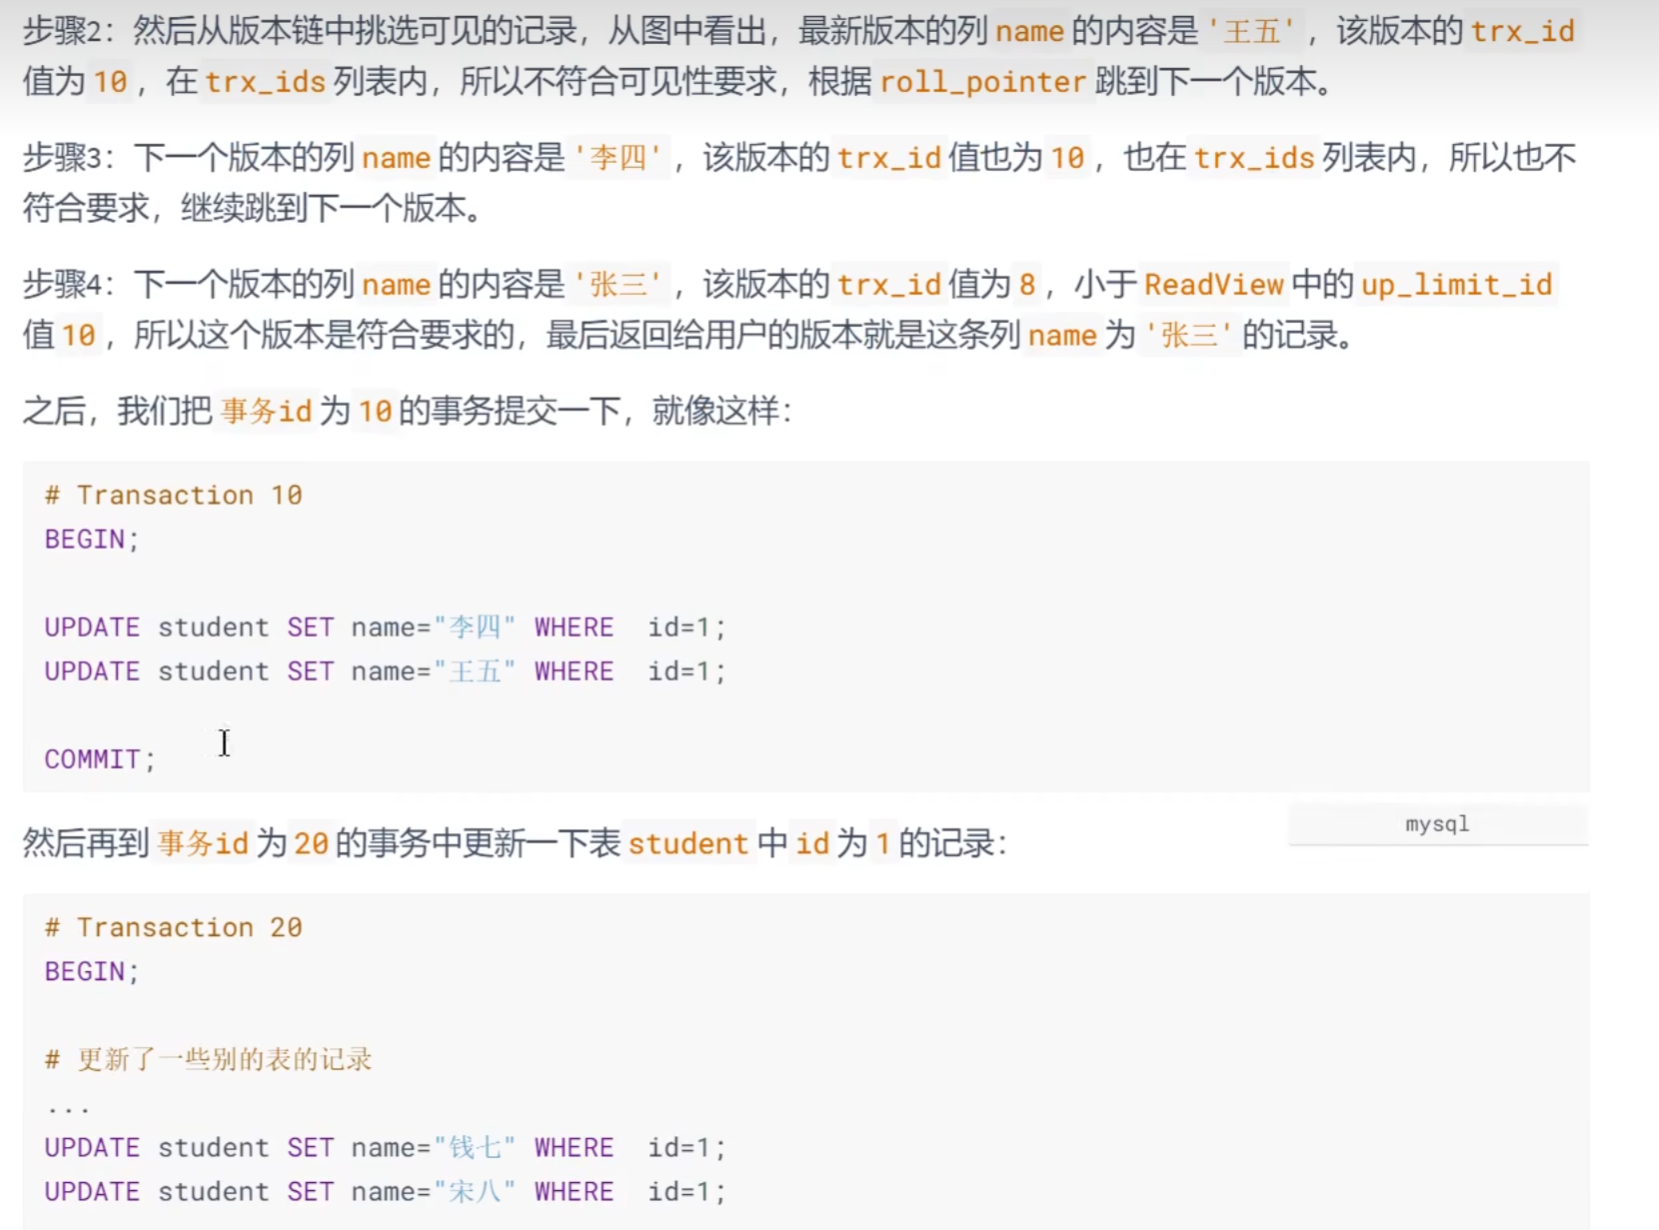 步骤2：然后从版本链中挑选可见的记录，从图中看出，最新版本的列 name 的内容是 '王五' ，该版本的 trx_id
值为 10 ，在 trx_ids 列表内，所以不符合可见性要求，根据 roll_pointer 跳到下一个版本。
步骤3：下一个版本的列 name 的内容是 '李四' ，该版本的 trx_id 值也为 10 ，也在 trx_ids 列表内，所以也不
符合要求，继续跳到下一个版本。
步骤4：下一个版本的列 name 的内容是 '张三' ，该版本的 trx_id 值为 8 ，小于 ReadView 中的 up_limit_id
值 10 ，所以这个版本是符合要求的，最后返回给用户的版本就是这条列 name 为 '张三' 的记录。
之后，我们把 事务id 为 10 的事务提交一下，就像这样：
# Transaction 10
BEGIN;
UPDATE student SET name="李四" WHERE  id=1;
UPDATE student SET name="王五" WHERE  id=1;
COMMIT;
mysql
然后再到 事务id 为 20 的事务中更新一下表 student 中 id 为 1 的记录：
# Transaction 20
BEGIN;
# 更新了一些别的表的记录
...
UPDATE student SET name="钱七" WHERE  id=1;
UPDATE student SET name="宋八" WHERE  id=1;